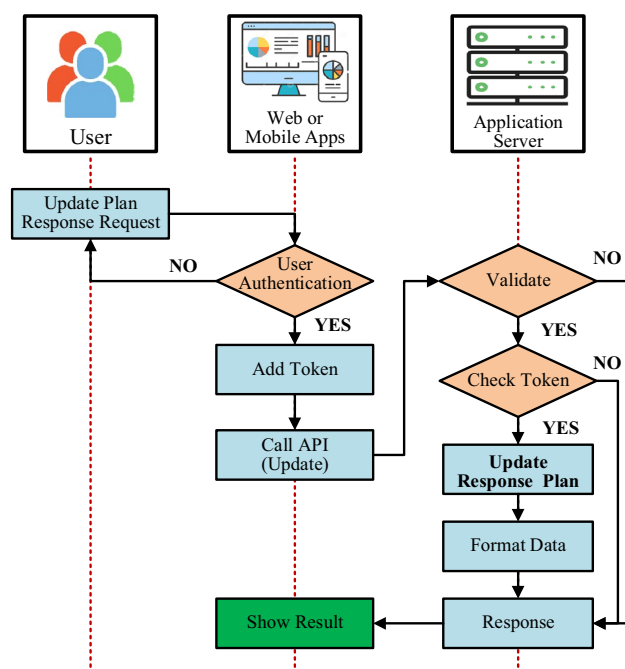 User
Web or
Mobile Apps
Application
Server
Update Plan
Response Request
NO
User
Authentication
YES
Add Token
Call API
(Update)
Validate
NO
YES
Check Token
NO
YES
Update
Response Plan
Format Data
Response
Show Result